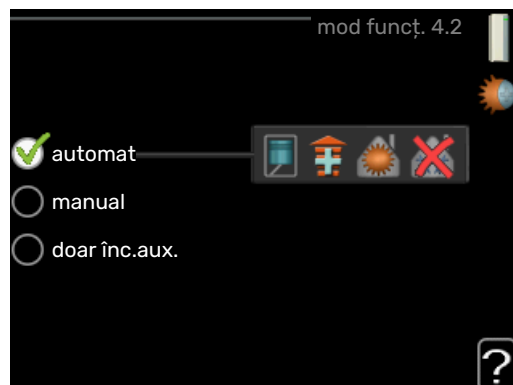 mod funcț. 4.2
automat
manual
doar înc.aux.
?